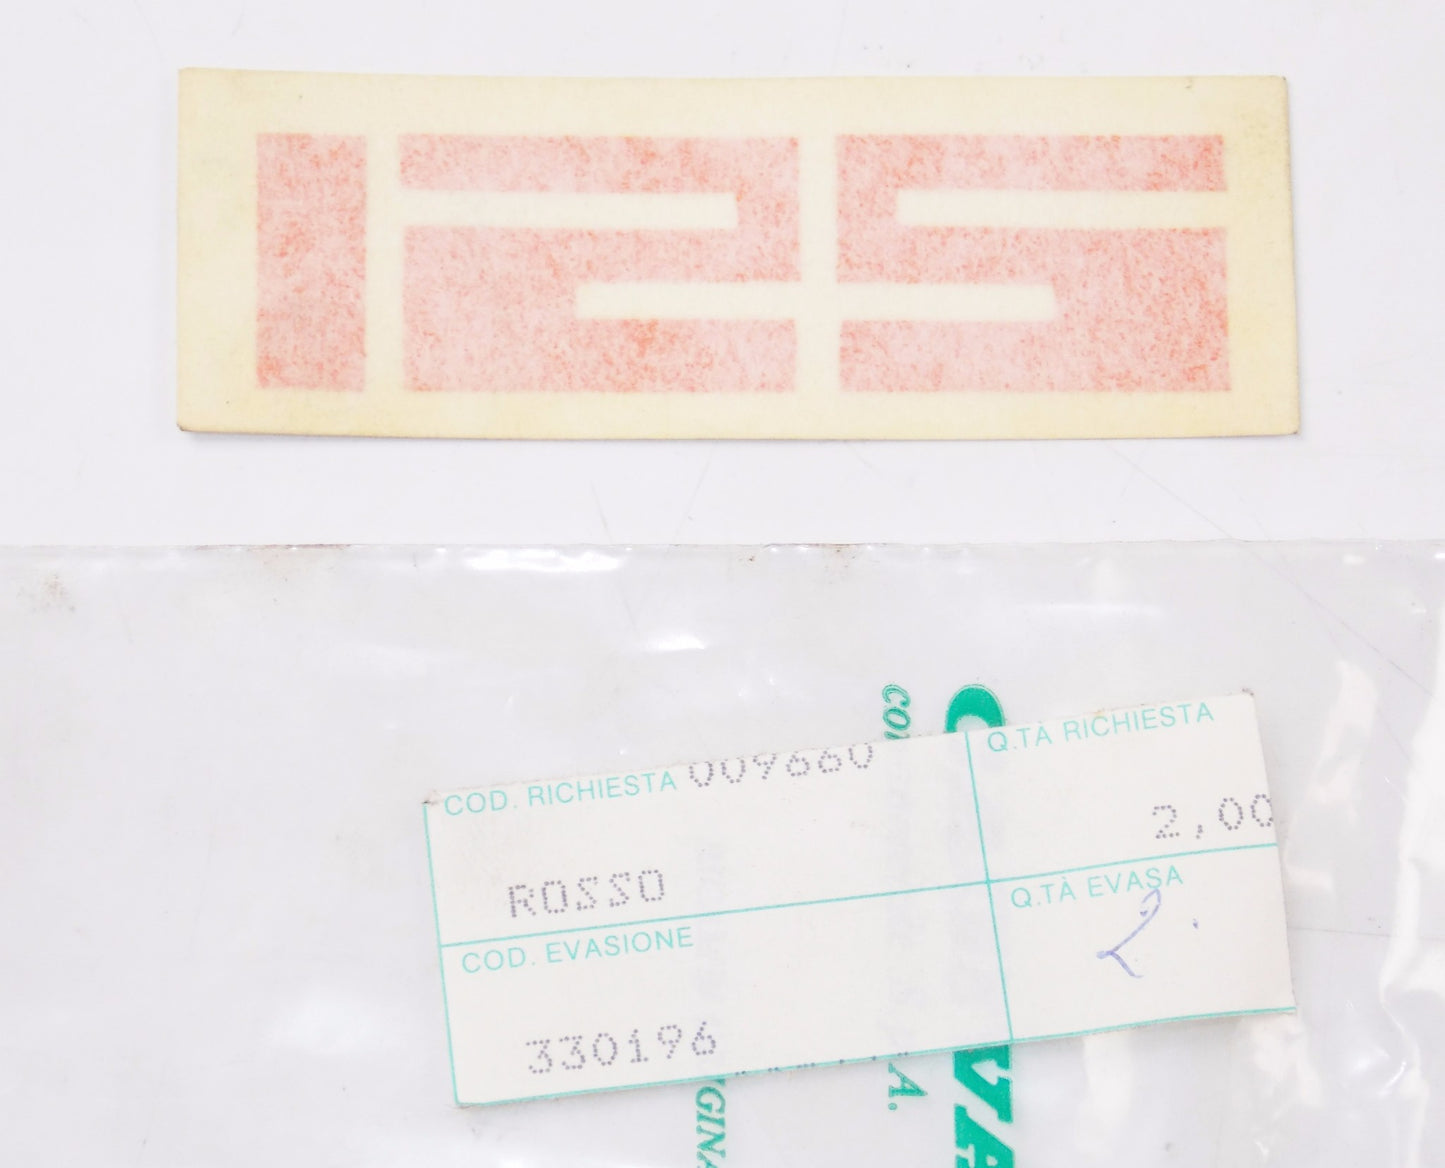 125
COD. RICHIESTA 009660
Q.TÀ RICHIESTA
2,00
ROSSO
COD. EVASIONE
Q.TÀ EVASA
2.
330196
A.